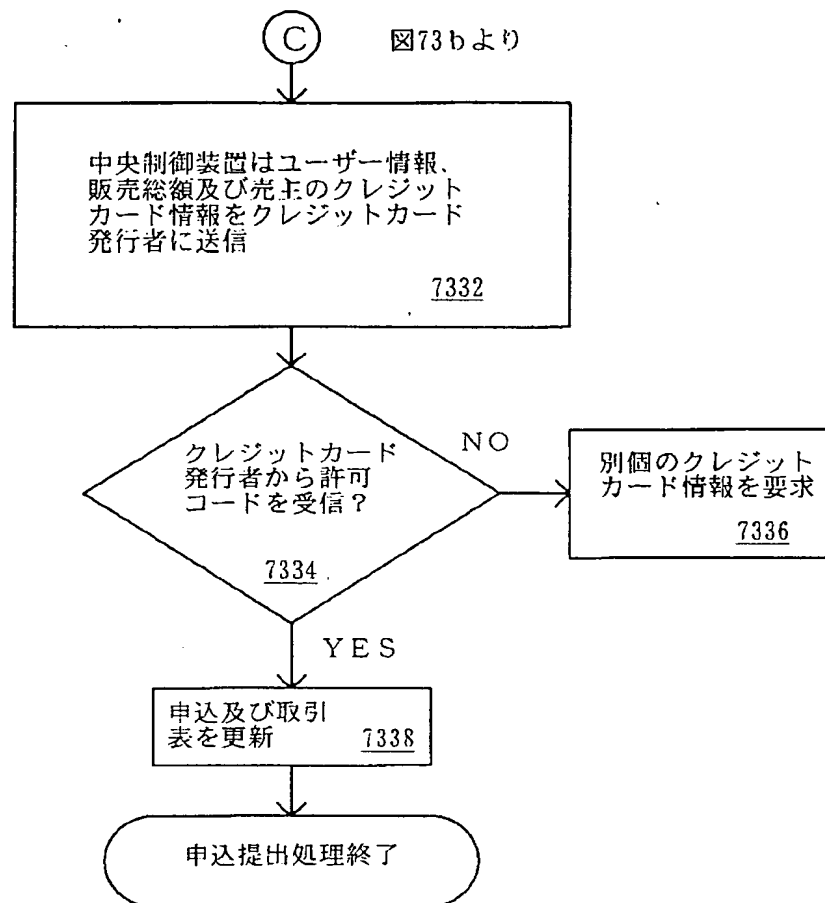 C
図73bより
中央制御装置はユーザー情報、
販売総額及び売主のクレジット
カード情報をクレジットカード
発行者に送信
7332
クレジットカード
発行者から許可
コードを受信?
7334
NO
別個のクレジット
カード情報を要求
7336
YES
申込及び取引
表を更新
7338
申込提出処理終了